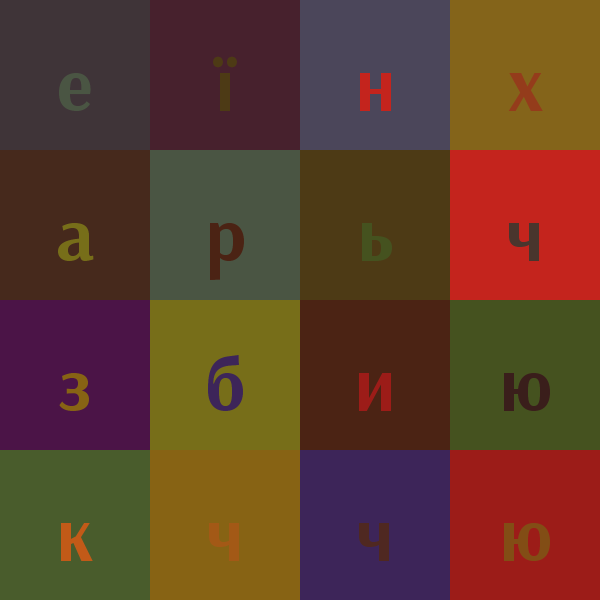 е ї н х
а р ь ч
з б и ю
к ч ч ю